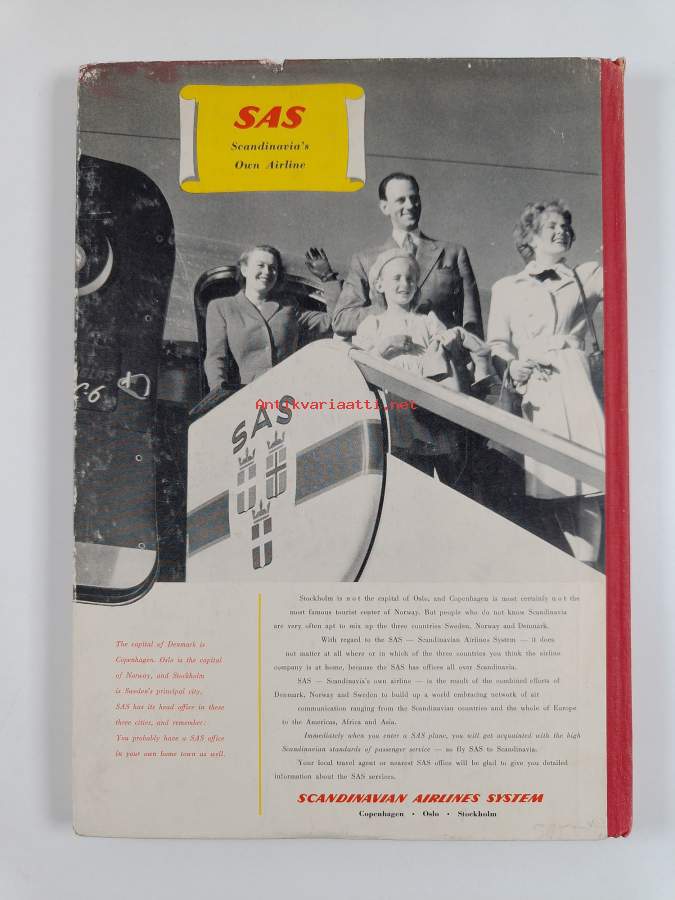 SAS
Scandinavia's
Own Airline
Antikvariaatti.net
SAS
The capital of Denmark is
Copenhagen. Oslo is the capital
of Norway, and Stockholm
is Sweden's principal city.
SAS has its head office in these
three cities, and remember:
You probably have a SAS office
in your own home town as well.
Stockholm is not the capital of Oslo, and Copenhagen is most certainly not the
most famous tourist center of Norway. But people who do not know Scandinavia
are very often apt to mix up the three countries Sweden, Norway and Denmark.
With regard to the SAS — Scandinavian Airlines System — it does
not matter at all where or in which of the three countries you think the airline
company is at home, because the SAS has offices all over Scandinavia.
SAS — Scandinavia's own airline — is the result of the combined efforts of
Denmark, Norway and Sweden to build up a world embracing network of air
communication ranging from the Scandinavian countries and the whole of Europe
to the Americas, Africa and Asia.
Immediately when you enter a SAS plane, you will get acquainted with the high
Scandinavian standards of passenger service — so fly SAS to Scandinavia.
Your local travel agent or nearest SAS office will be glad to give you detailed
information about the SAS services.
SCANDINAVIAN AIRLINES SYSTEM
Copenhagen · Oslo · Stockholm